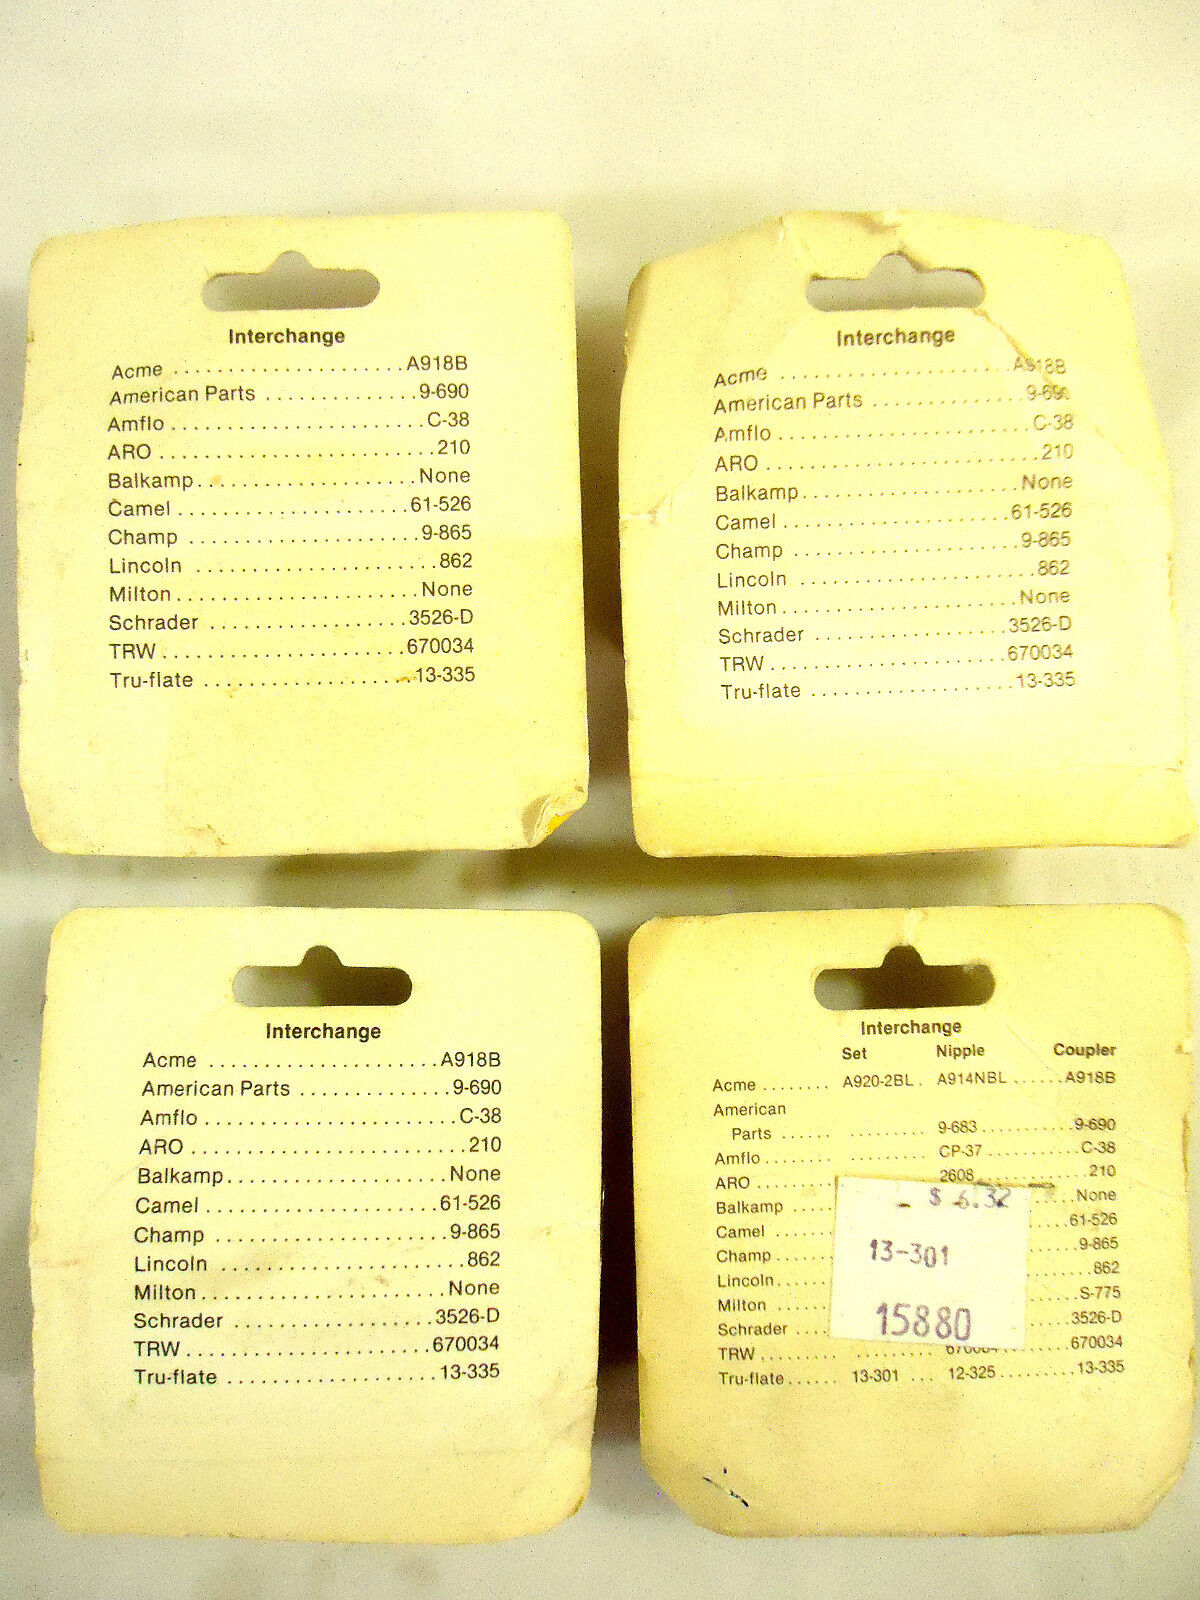 Interchange
Acme ...................... A918B
American Parts .............. 9-690
Amflo ........................ C-38
ARO .......................... 210
Balkamp..................... None
Camel ...................... 61-526
Champ ...................... 9-865
Lincoln ....................... 862
Milton....................... None
Schrader ................... 3526-D
TRW....................... 670034
Tru-flate .................... 13-335
Interchange
Acme ...................... A918B
American Parts .............. 9-690
Amflo ........................ C-38
ARO .......................... 210
Balkamp..................... None
Camel ...................... 61-526
Champ ...................... 9-865
Lincoln ....................... 862
Milton....................... None
Schrader ................... 3526-D
TRW....................... 670034
Tru-flate .................... 13-335
Interchange
Acme ...................... A918B
American Parts .............. 9-690
Amflo ........................ C-38
ARO .......................... 210
Balkamp..................... None
Camel ...................... 61-526
Champ ...................... 9-865
Lincoln ....................... 862
Milton....................... None
Schrader ................... 3526-D
TRW....................... 670034
Tru-flate .................... 13-335
Interchange
Set Nipple Coupler
Acme ........ A920-2BL . A914NBL ...... A918B
American
Parts ...... ......... 9-683 ........... 9-690
Amflo ........ ......... CP-37 ........... C-38
ARO ......... 2608 ........... 210
Balkamp ..... None
Camel ....... 61-526
Champ ....... 9-865
Lincoln...... 862
Milton ...... S-775
Schrader .... 3526-D
TRW......... ....... 670034
Tru-flate...... 13-301 ... 12-325......... 13-335
$ 6.32
13-301
15880